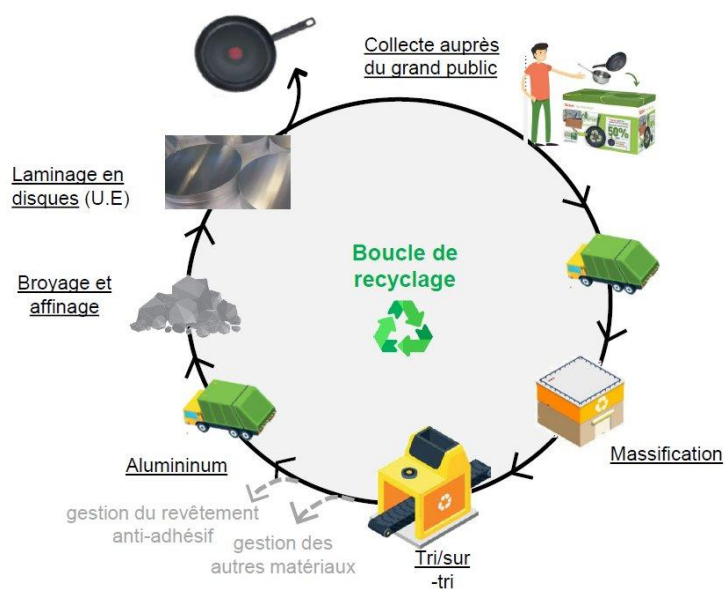 Collecte auprès
du grand public
50%
Laminage en
disques (U.E)
Boucle de
recyclage
Broyage et
affinage
Massification
Alumininum
gestion du revêtement
anti-adhésif
gestion des
autres matériaux
Tri/sur
-tri